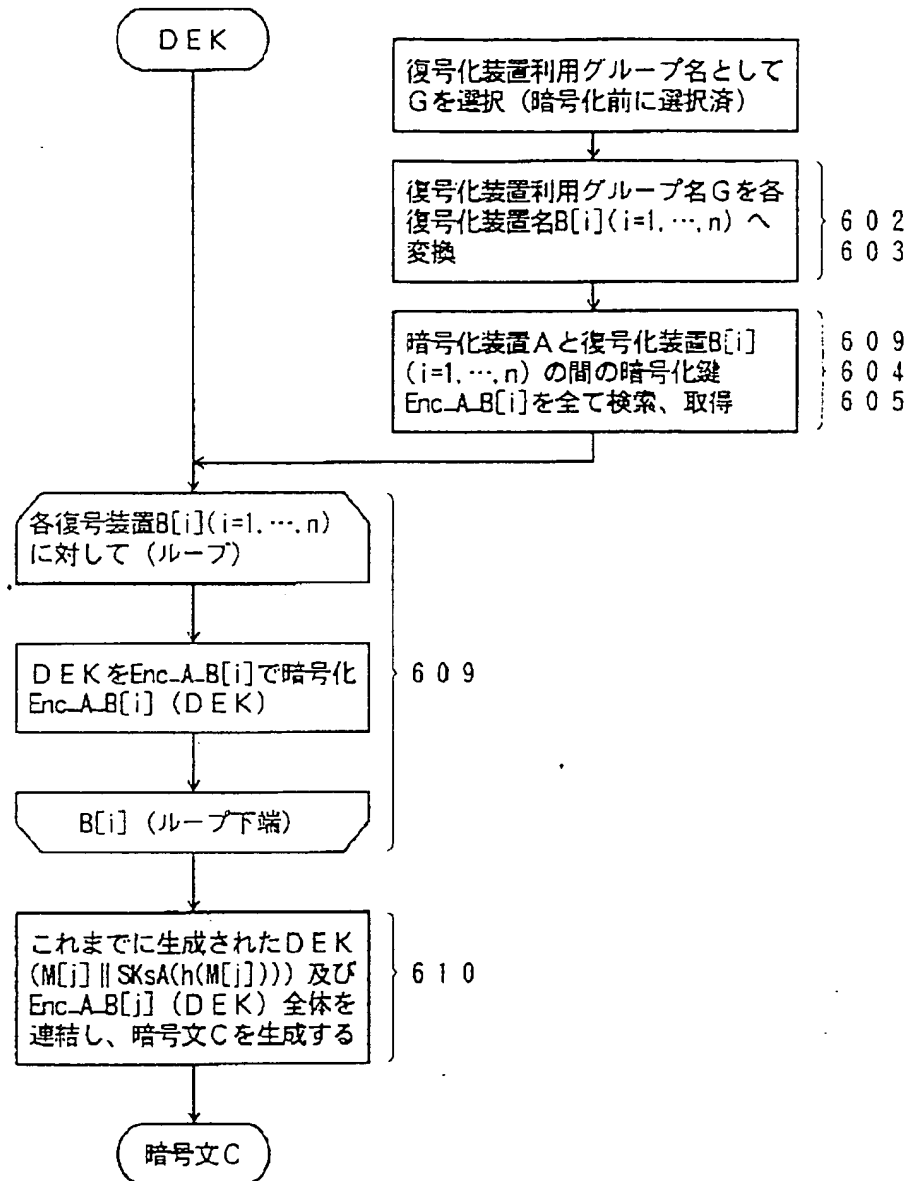 DEK
復号化装置利用グループ名として
Gを選択（暗号化前に選択済）
復号化装置利用グループ名Gを各
復号化装置名B[i](i=1,…,n)へ
変換
602
603
暗号化装置Aと復号化装置B[i]
(i=1,…,n)の間の暗号化鍵
Enc_A_B[i]を全て検索、取得
609
604
605
各復号装置B[i](i=1,…,n)
に対して（ループ）
DEKをEnc_A_B[i]で暗号化
Enc_A_B[i]（DEK）
B[i]（ループ下端）
609
これまでに生成されたDEK
(M[j]‖SKsA(h(M[j])))及び
Enc_A_B[j]（DEK）全体を
連結し、暗号文Cを生成する
610
暗号文C